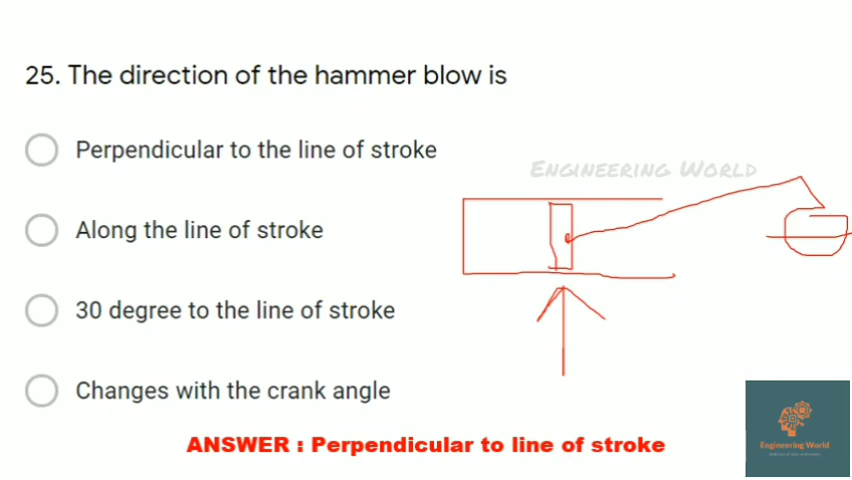 25. The direction of the hammer blow is
Perpendicular to the line of stroke
ENGINEERING WORLD
Along the line of stroke
30 degree to the line of stroke
Changes with the crank angle
ANSWER : Perpendicular to line of stroke
Engineering World